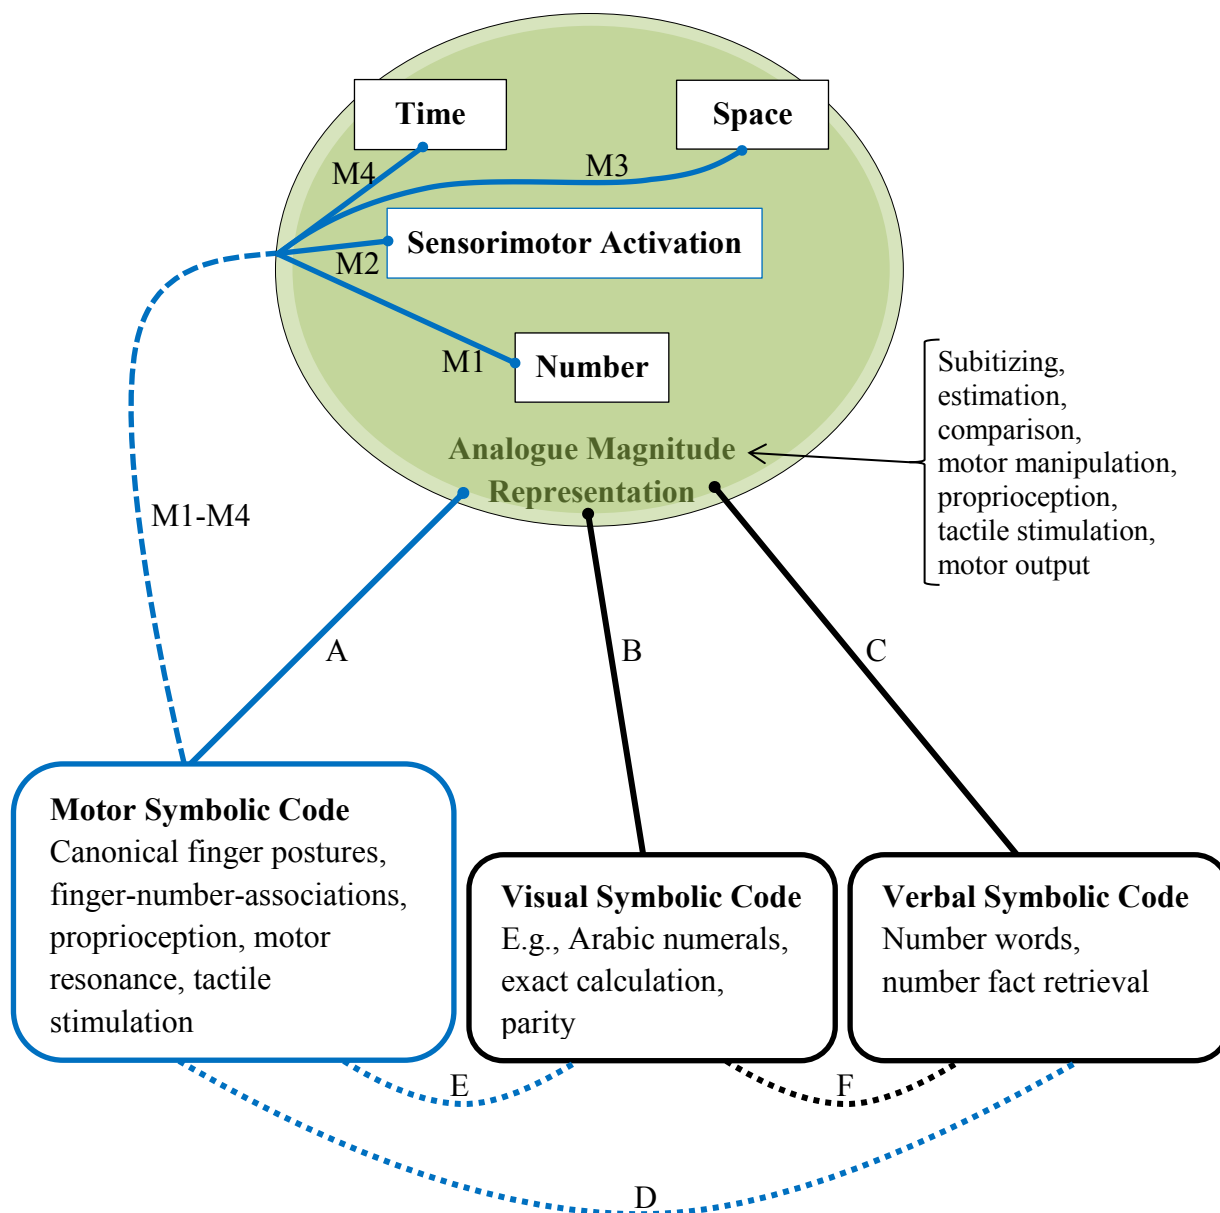 Time
Space
M4
M3
Sensorimotor Activation
M2
M1
Number
Subitizing,
estimation,
comparison,
motor manipulation,
proprioception,
tactile stimulation,
motor output
Analogue Magnitude
Representation
M1-M4
A
B
C
Motor Symbolic Code
Canonical finger postures,
finger-number-associations,
proprioception, motor
resonance, tactile
stimulation
Visual Symbolic Code
E.g., Arabic numerals,
exact calculation,
parity
Verbal Symbolic Code
Number words,
number fact retrieval
E
F
D